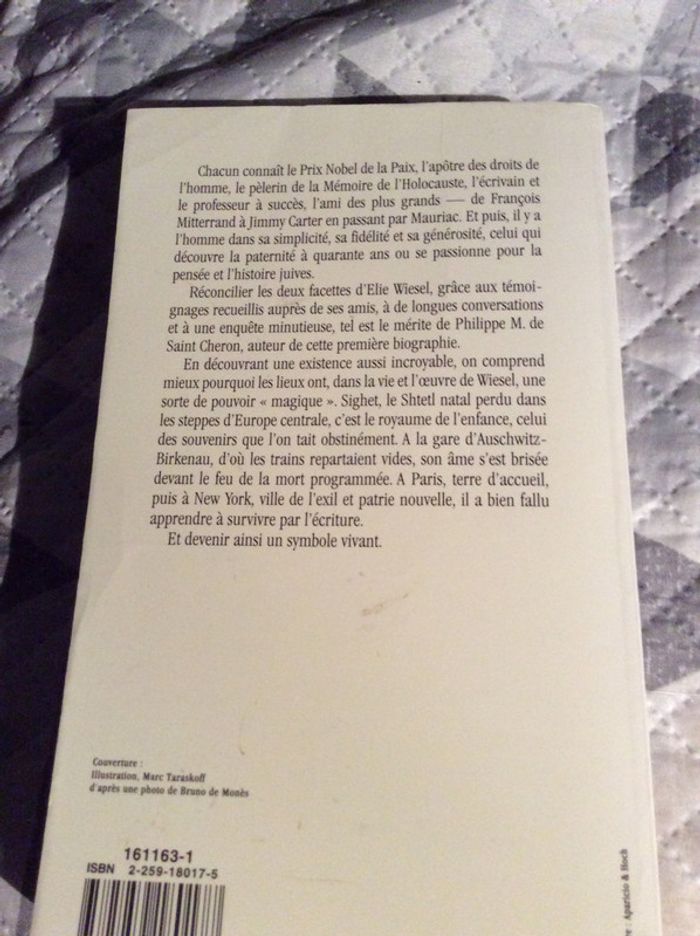 Chacun connaît le Prix Nobel de la Paix, l'apôtre des droits de
l'homme, le pèlerin de la Mémoire de l'Holocauste, l'écrivain et
le professeur à succès, l'ami des plus grands — de François
Mitterrand à Jimmy Carter en passant par Mauriac. Et puis, il y a
l'homme dans sa simplicité, sa fidélité et sa générosité, celui qui
découvre la paternité à quarante ans ou se passionne pour la
pensée et l'histoire juives.
Réconcilier les deux facettes d'Elie Wiesel, grâce aux témoi-
gnages recueillis auprès de ses amis, à de longues conversations
et à une enquête minutieuse, tel est le mérite de Philippe M. de
Saint Cheron, auteur de cette première biographie.
En découvrant une existence aussi incroyable, on comprend
mieux pourquoi les lieux ont, dans la vie et l'œuvre de Wiesel, une
sorte de pouvoir « magique ». Sighet, le Shtetl natal perdu dans
les steppes d'Europe centrale, c'est le royaume de l'enfance, celui
des souvenirs que l'on tait obstinément. A la gare d'Auschwitz-
Birkenau, d'où les trains repartaient vides, son âme s'est brisée
devant le feu de la mort programmée. A Paris, terre d'accueil,
puis à New York, ville de l'exil et patrie nouvelle, il a bien fallu
apprendre à survivre par l'écriture.
Et devenir ainsi un symbole vivant.
Couverture :
Illustration, Marc Taraskoff
d'après une photo de Bruno de Monès
161163-1
ISBN 2-259-18017-5
: Aparicio & Hoch